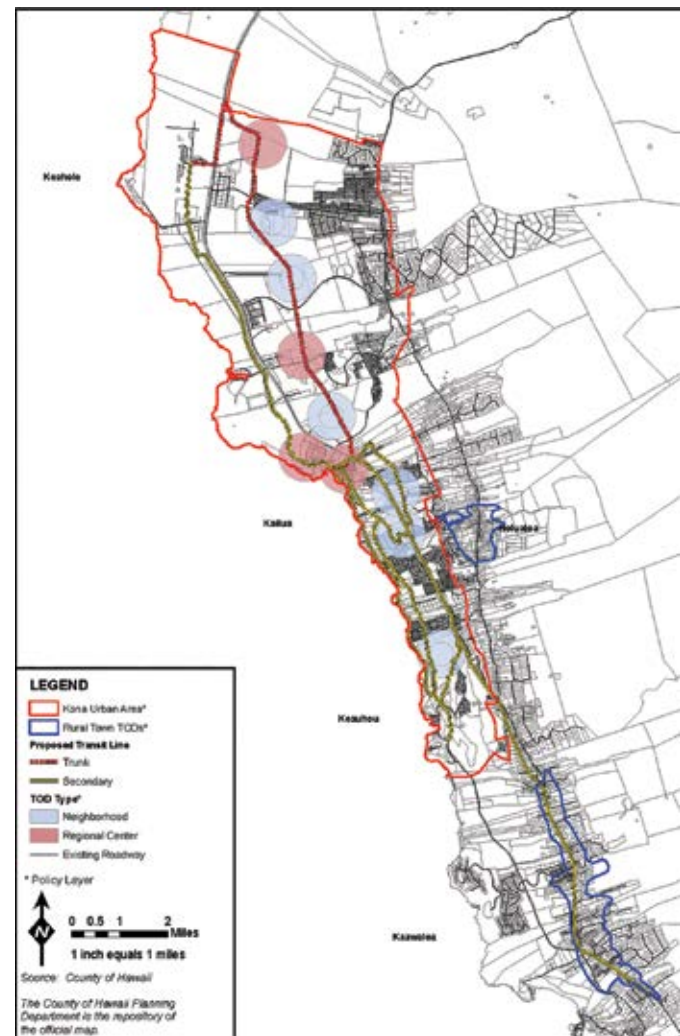 Keahole
Kailua
Keauhou
LEGEND
Kona Urban Area*
Rural Town TODs*
Proposed Transit Line
Trunk
Secondary
TOD Type*
Neighborhood
Regional Center
Existing Roadway
* Policy Layer
N
0 0.5 1 2
Miles
1 inch equals 1 miles
Source: County of Hawaii
The County of Hawaii Planning
Department is the repository of
the official map.